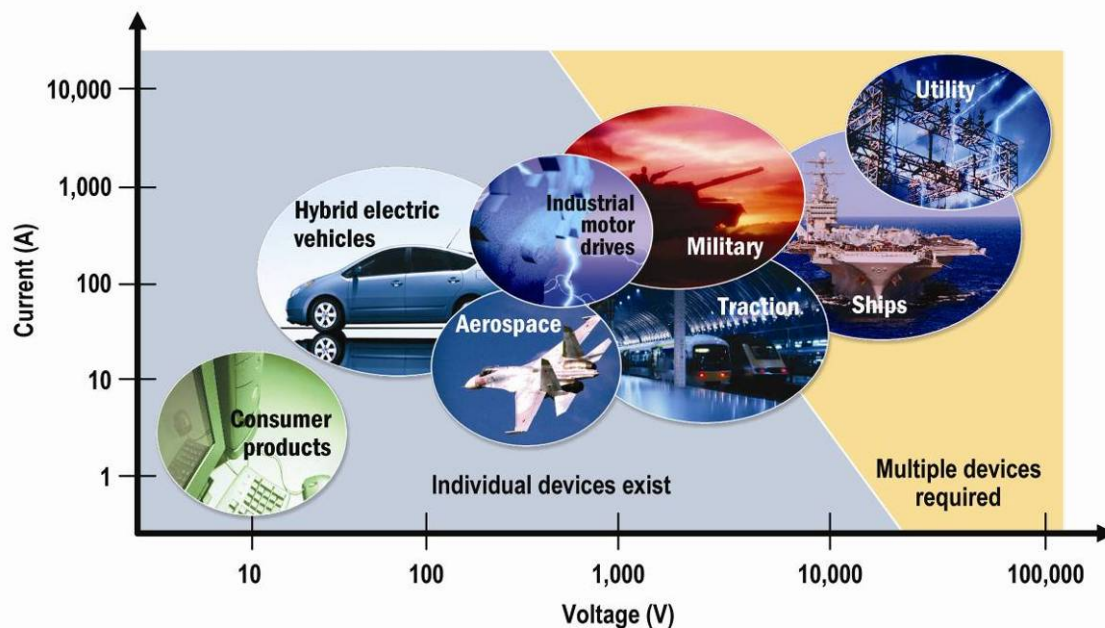 Current (A)
10,000
1,000
100
10
1
Utility
Hybrid electric
vehicles
Industrial
motor
drives
Military
Aerospace
Traction
Ships
Consumer
products
Individual devices exist
Multiple devices
required
10
100
1,000
10,000
100,000
Voltage (V)